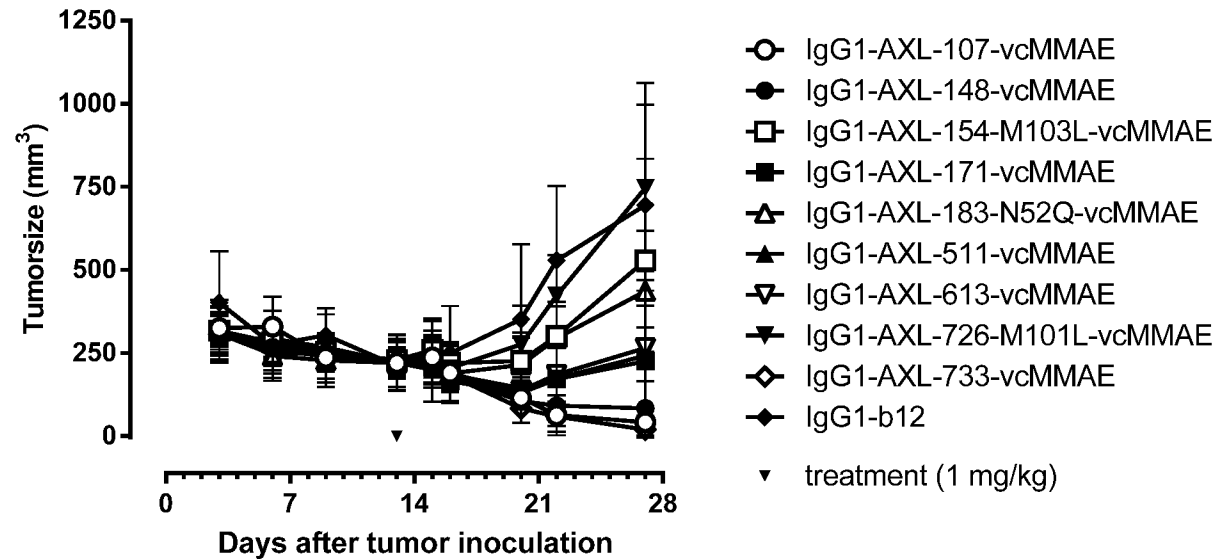 1250
1000
750
500
250
0
Tumorsize (mm³)
0 7 14 21 28
Days after tumor inoculation
IgG1-AXL-107-vcMMAE
IgG1-AXL-148-vcMMAE
IgG1-AXL-154-M103L-vcMMAE
IgG1-AXL-171-vcMMAE
IgG1-AXL-183-N52Q-vcMMAE
IgG1-AXL-511-vcMMAE
IgG1-AXL-613-vcMMAE
IgG1-AXL-726-M101L-vcMMAE
IgG1-AXL-733-vcMMAE
IgG1-b12
treatment (1 mg/kg)